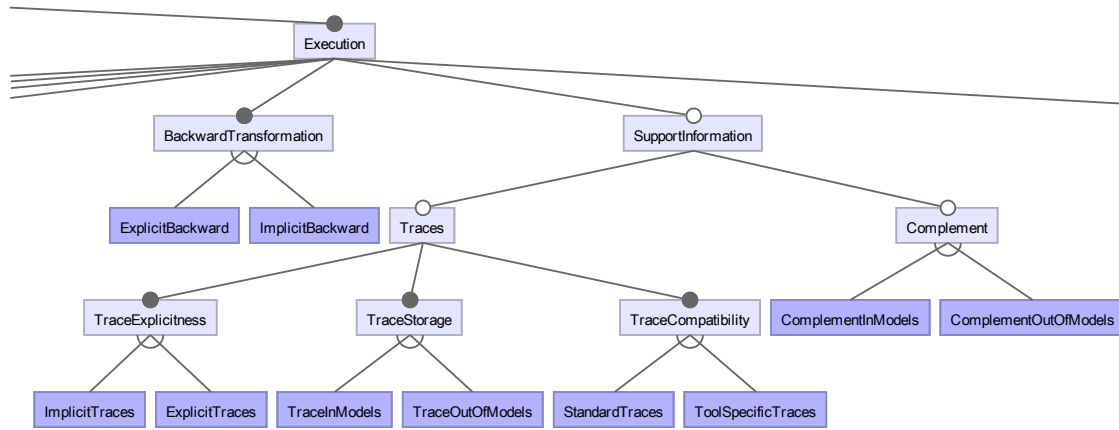 Execution
BackwardTransformation
SupportInformation
ExplicitBackward
ImplicitBackward
Traces
Complement
TraceExplicitness
TraceStorage
TraceCompatibility
ComplementInModels
ComplementOutOfModels
ImplicitTraces
ExplicitTraces
TraceInModels
TraceOutOfModels
StandardTraces
ToolSpecificTraces